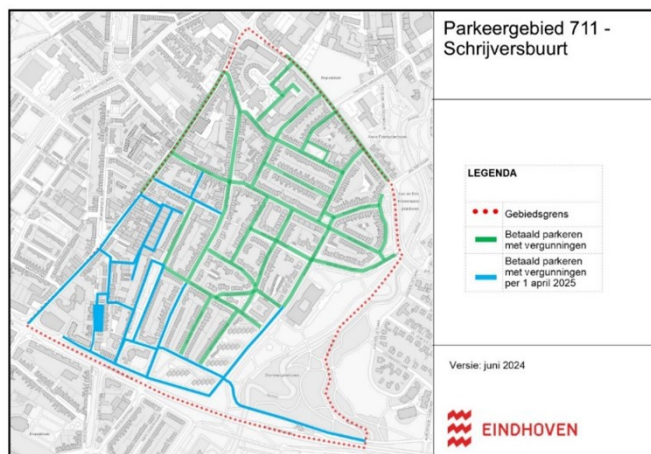 Parkeergebied 711 -
Schrijversbuurt
LEGENDA
Gebiedsgrens
Betaald parkeren
met vergunningen
Betaald parkeren
met vergunningen
per 1 april 2025
Versie: juni 2024
EINDHOVEN